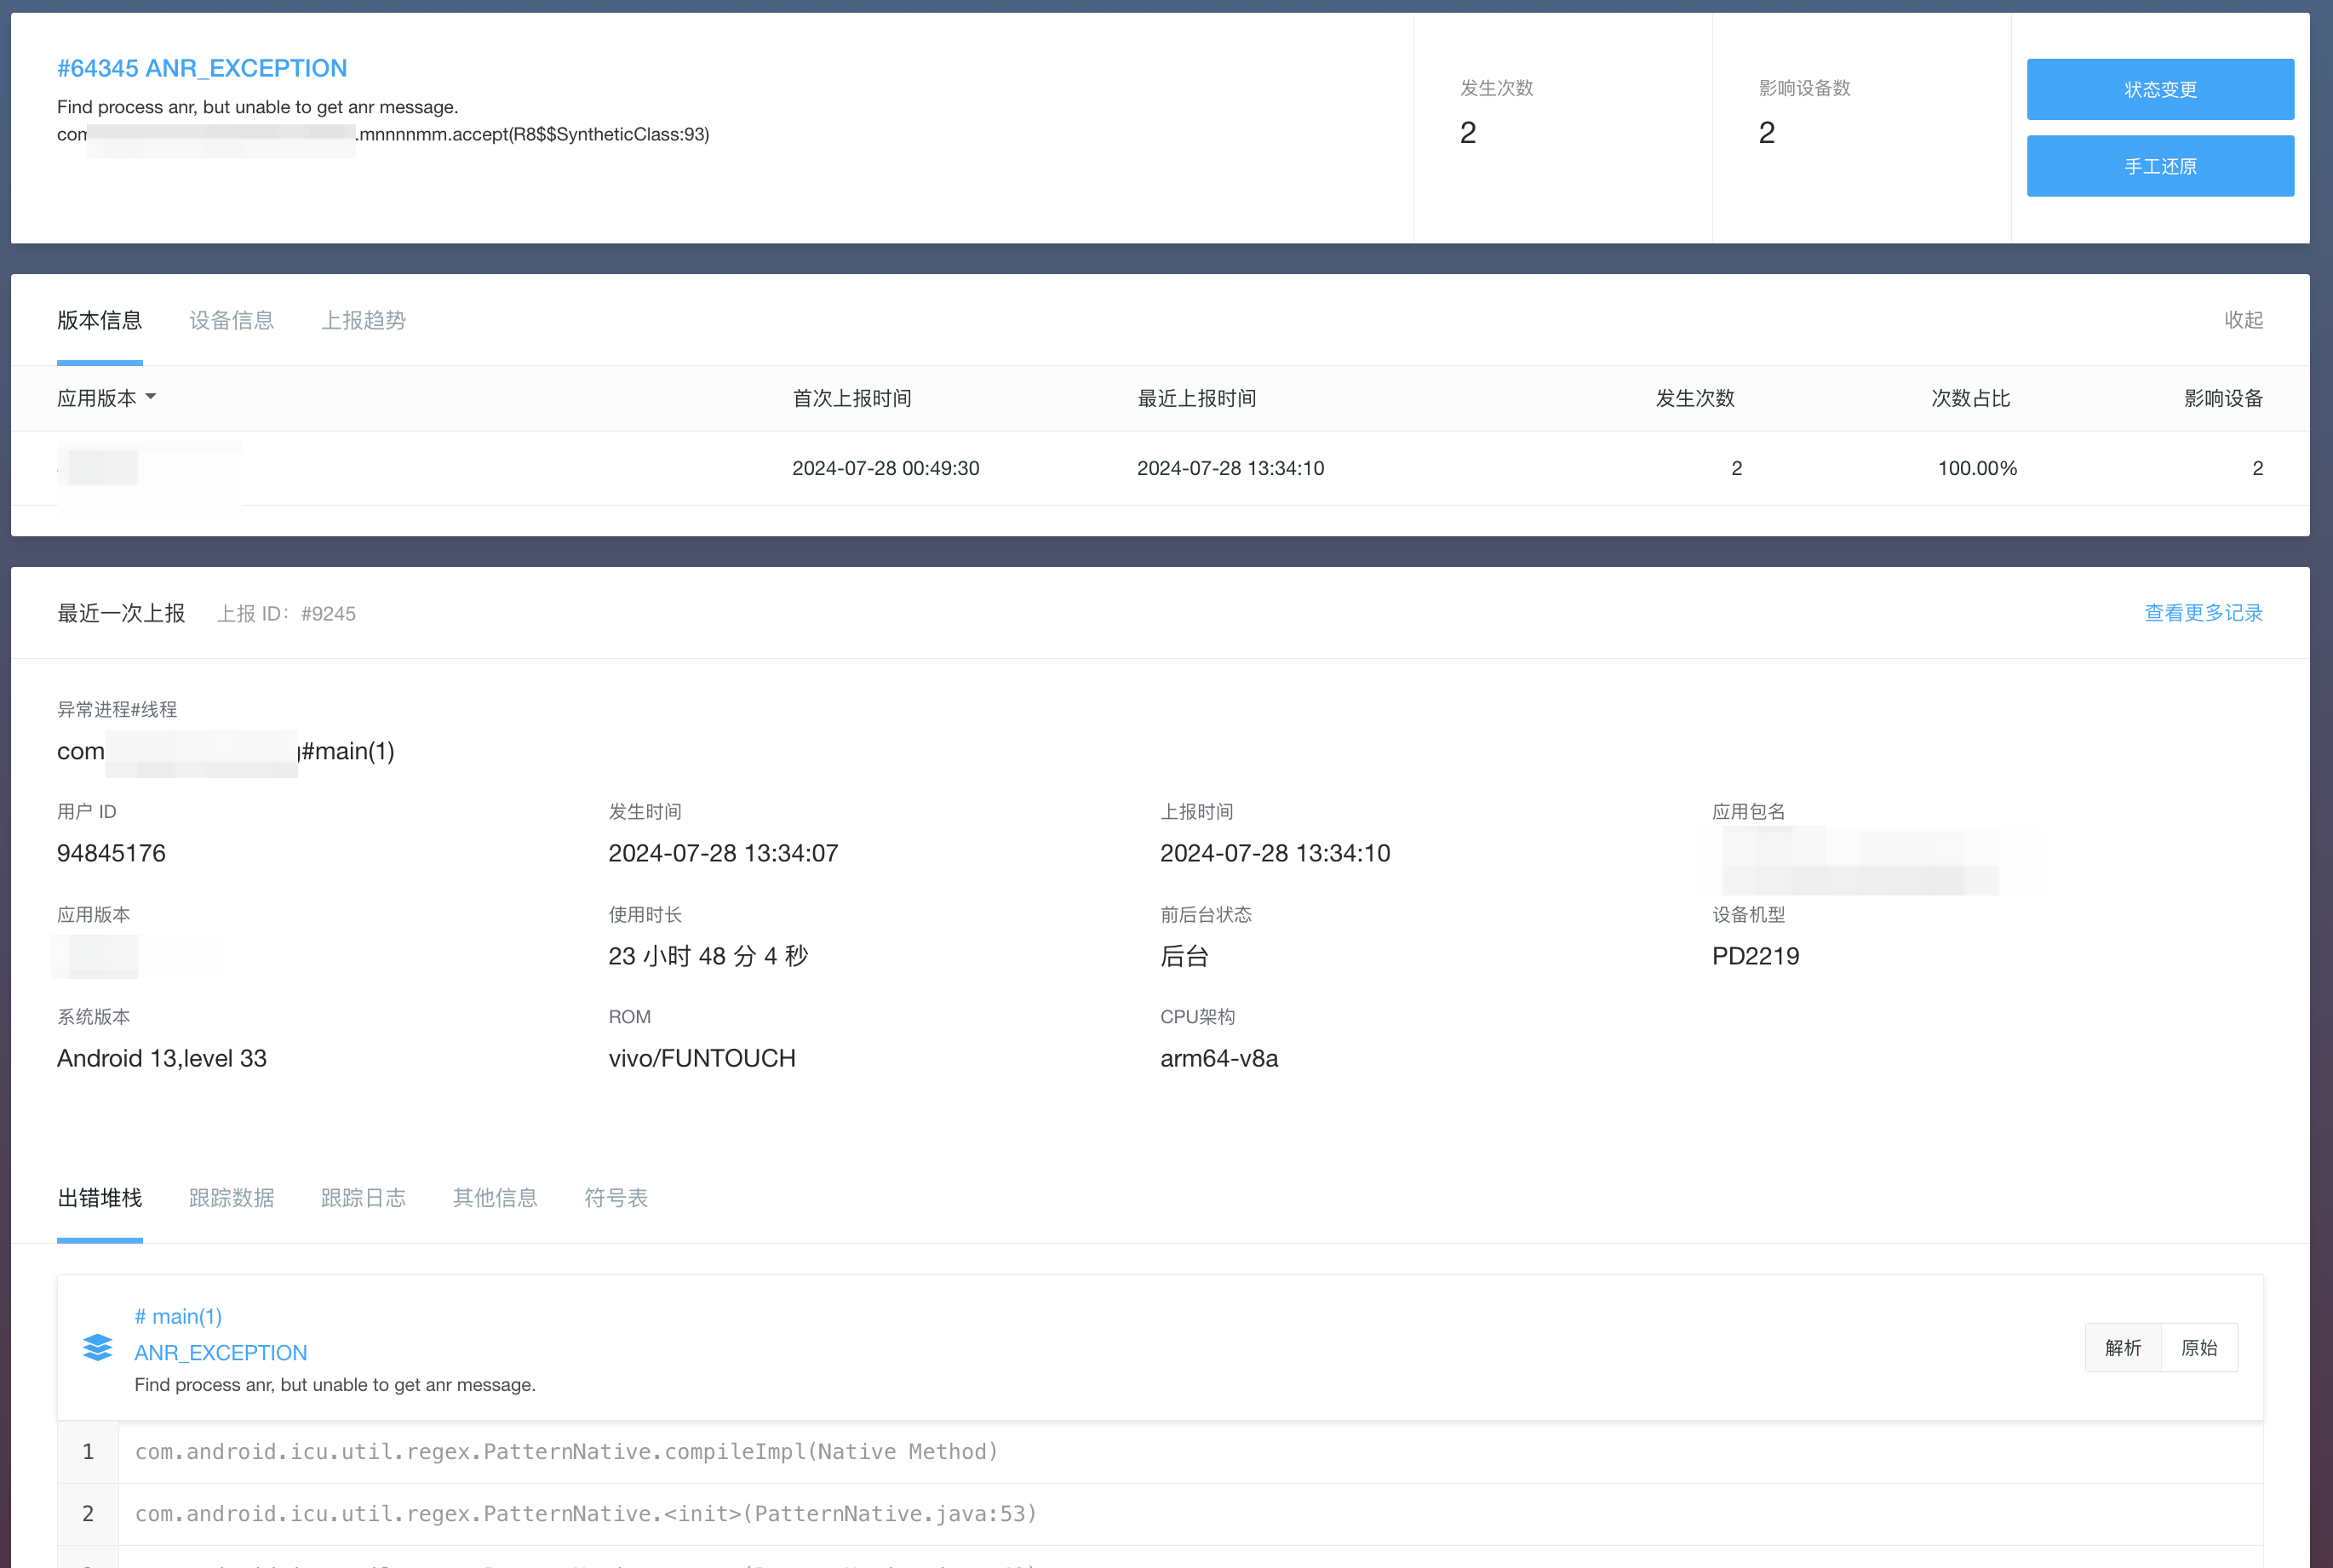 #64345 ANR_EXCEPTION
Find process anr, but unable to get anr message.
com .mnnnnmm.accept(R8$$SyntheticClass:93)
发生次数
2
影响设备数
2
状态变更
手工还原
版本信息 设备信息 上报趋势 收起
应用版本 首次上报时间 最近上报时间 发生次数 次数占比 影响设备
2024-07-28 00:49:30 2024-07-28 13:34:10 2 100.00% 2
最近一次上报 上报 ID: #9245 查看更多记录
异常进程#线程
com #main(1)
用户 ID 发生时间 上报时间 应用包名
94845176 2024-07-28 13:34:07 2024-07-28 13:34:10
应用版本 使用时长 前后台状态 设备机型
23 小时 48 分 4 秒 后台 PD2219
系统版本 ROM CPU架构
Android 13,level 33 vivo/FUNTOUCH arm64-v8a
出错堆栈 跟踪数据 跟踪日志 其他信息 符号表
# main(1)
ANR_EXCEPTION
Find process anr, but unable to get anr message.
解析 原始
1 com.android.icu.util.regex.PatternNative.compileImpl(Native Method)
2 com.android.icu.util.regex.PatternNative.<init>(PatternNative.java:53)